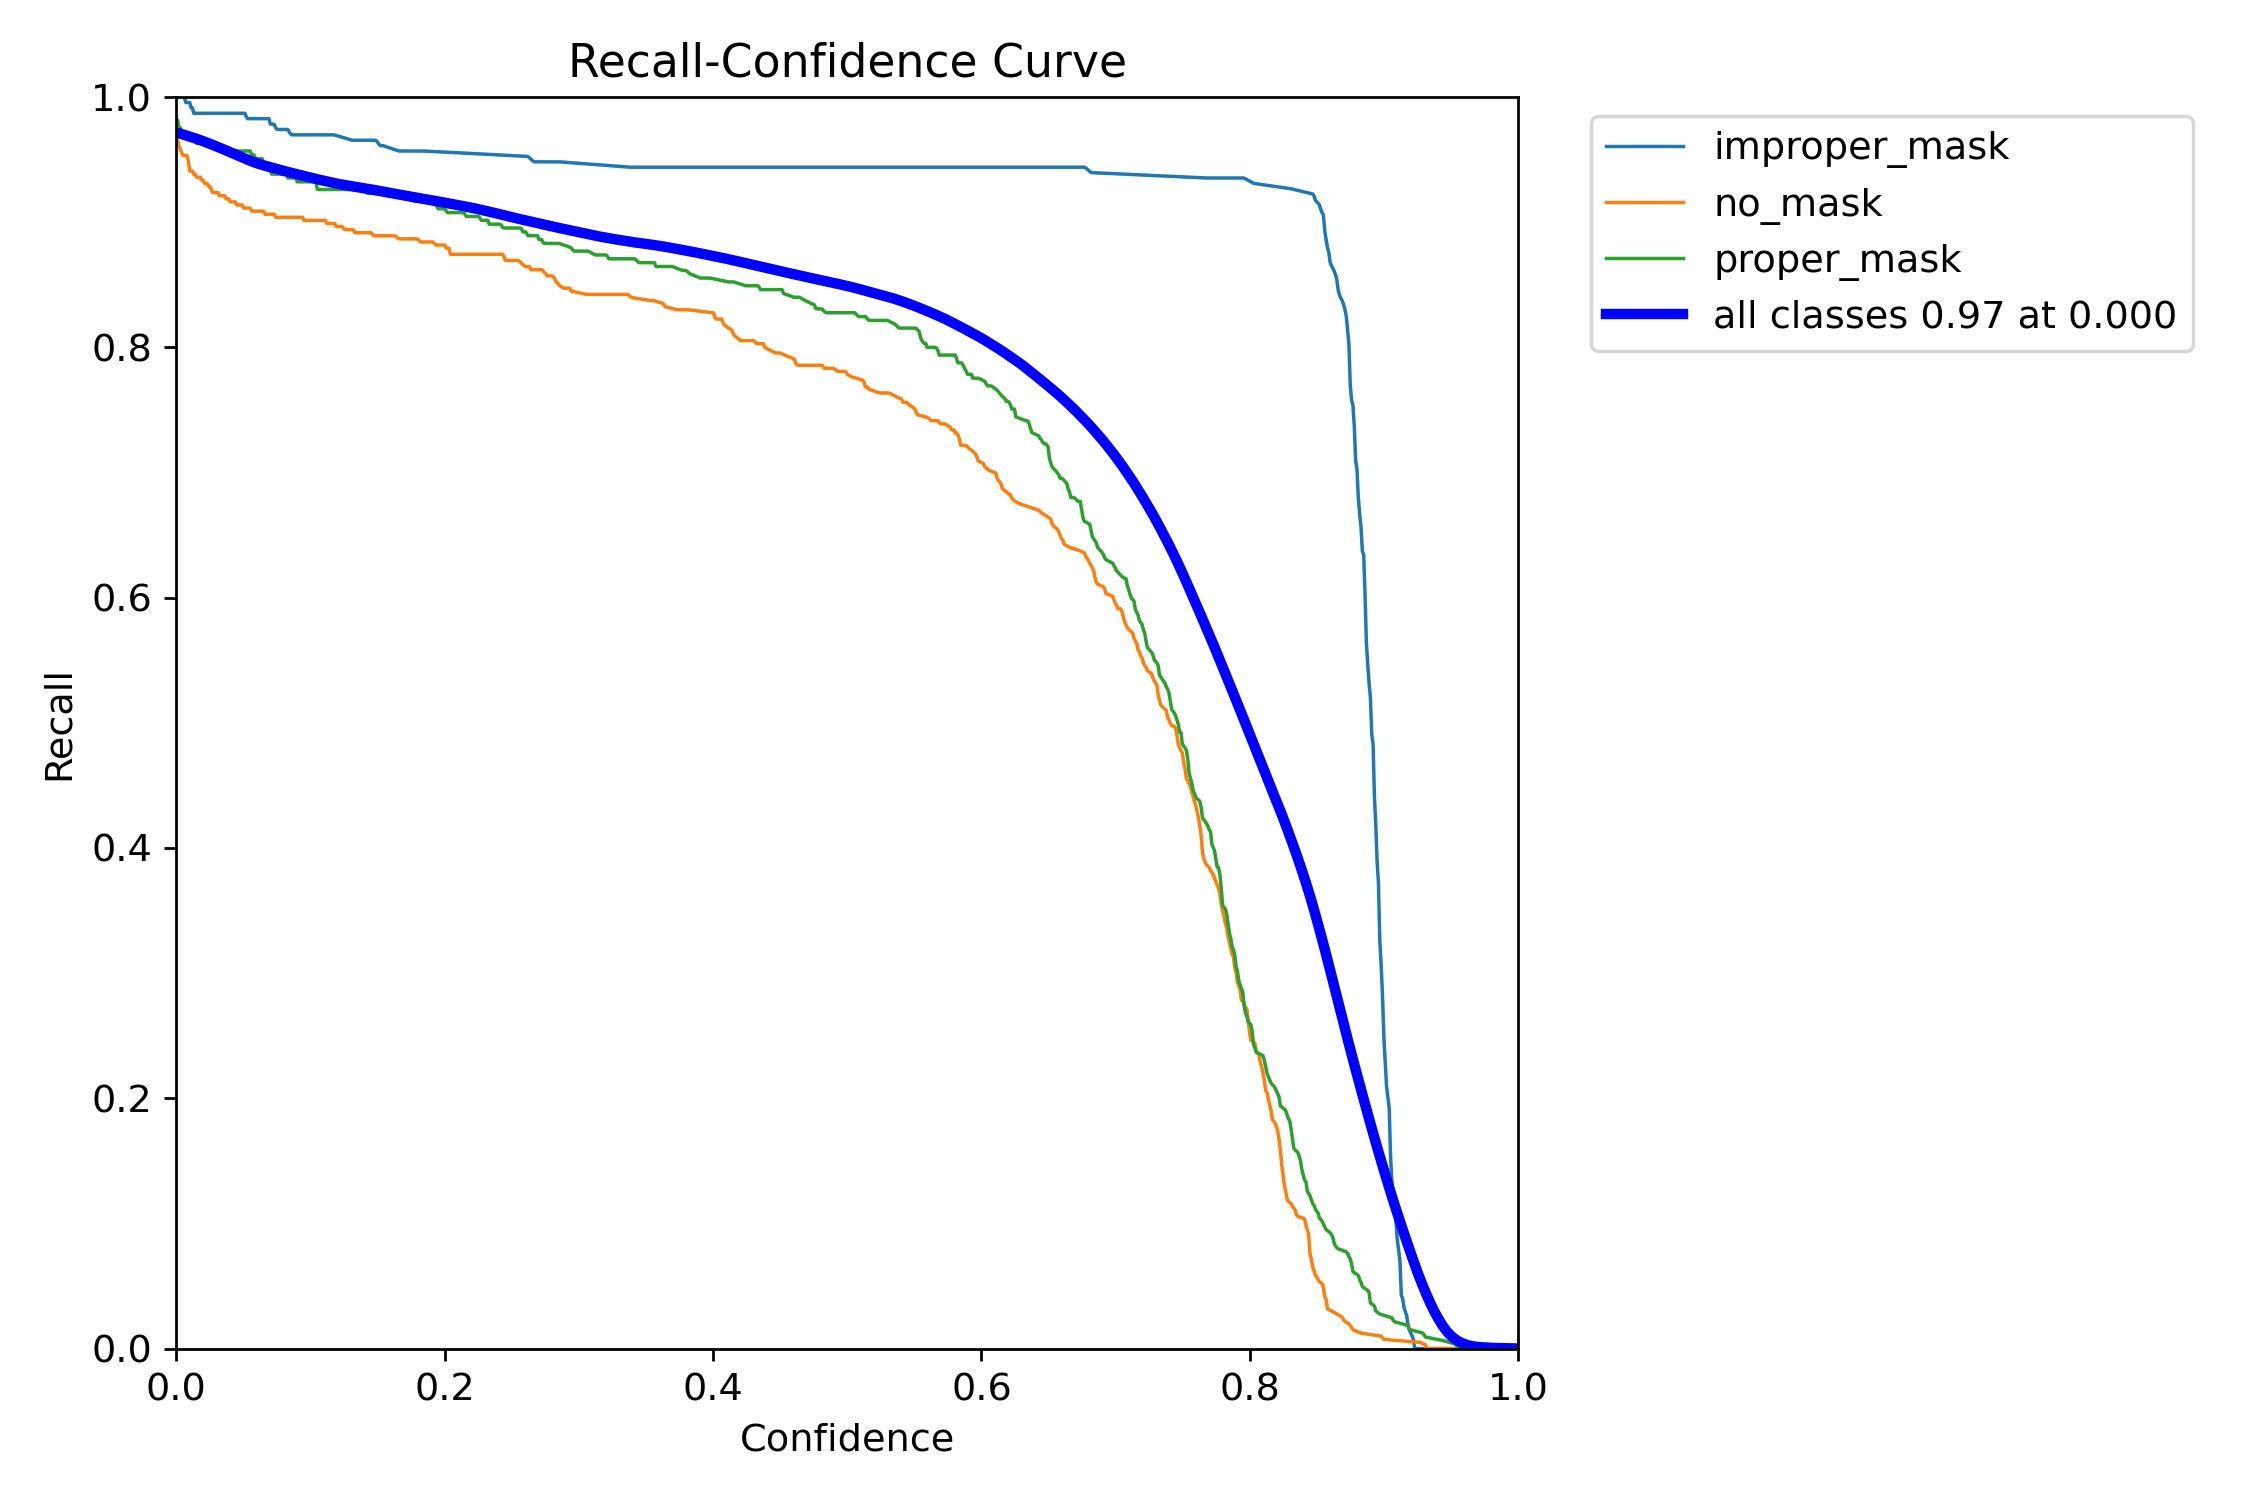 Recall-Confidence Curve
1.0
0.8
0.6
0.4
0.2
0.0
Recall
0.0 0.2 0.4 0.6 0.8 1.0
Confidence
improper_mask
no_mask
proper_mask
all classes 0.97 at 0.000